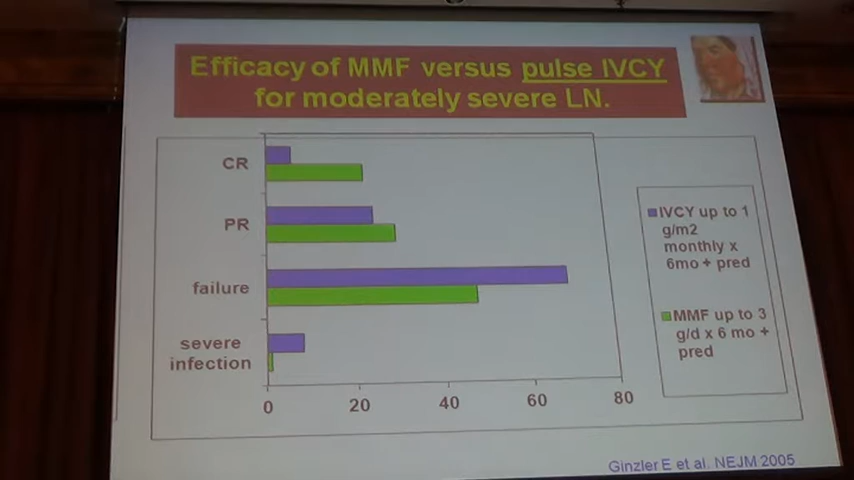 Efficacy of MMF versus pulse IVCY
for moderately severe LN.
CR
PR
failure
severe
infection
0 20 40 60 80
IVCY up to 1
g/m2
monthly x
6mo + pred
MMF up to 3
g/d x 6 mo +
pred
Ginzler E et al. NEJM 2005